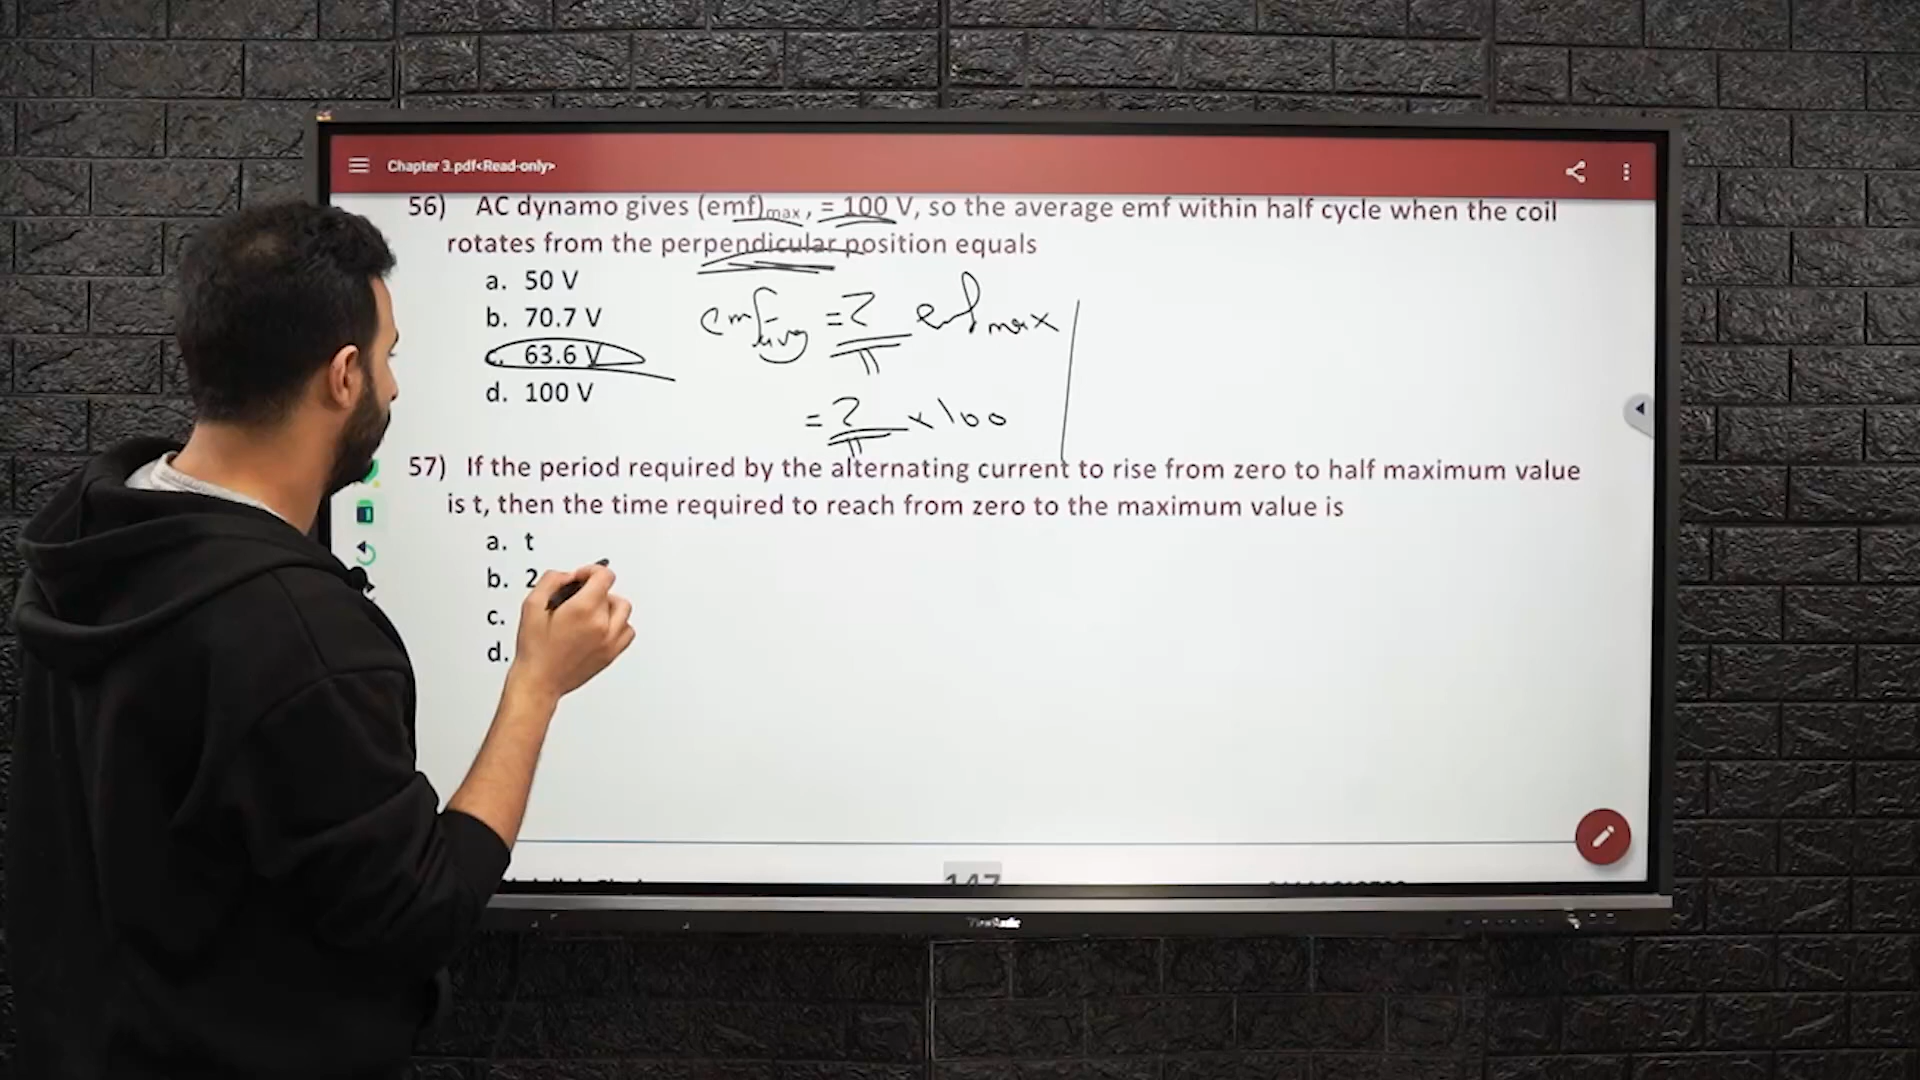 Chapter 3.pdf<Read-only>
56) AC dynamo gives (emf)max, = 100 V, so the average emf within half cycle when the coil
rotates from the perpendicular position equals
a. 50 V
b. 70.7 V
c. 63.6 V
d. 100 V
emf avg = 2/π emf max
= 2/π × 100
57) If the period required by the alternating current to rise from zero to half maximum value
is t, then the time required to reach from zero to the maximum value is
a. t
b. 2
c.
d.
147
ViewSonic